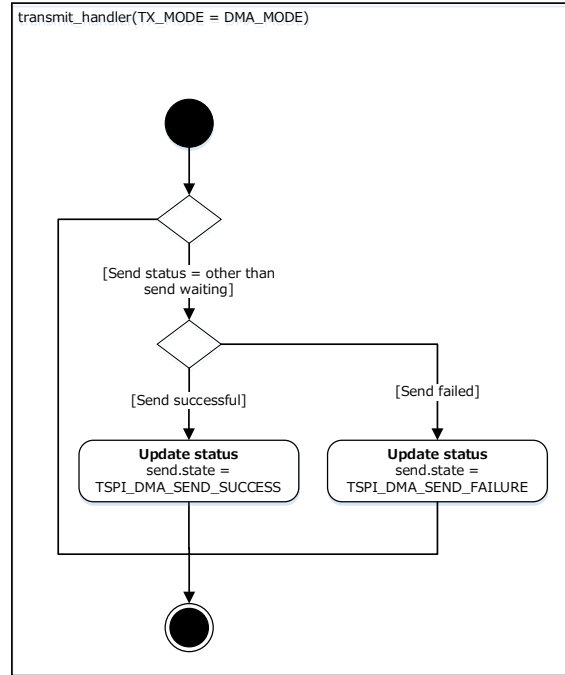 transmit_handler(TX_MODE = DMA_MODE)
[Send status = other than
send waiting]
[Send successful]
[Send failed]
Update status
send.state =
TSPI_DMA_SEND_SUCCESS
Update status
send.state =
TSPI_DMA_SEND_FAILURE